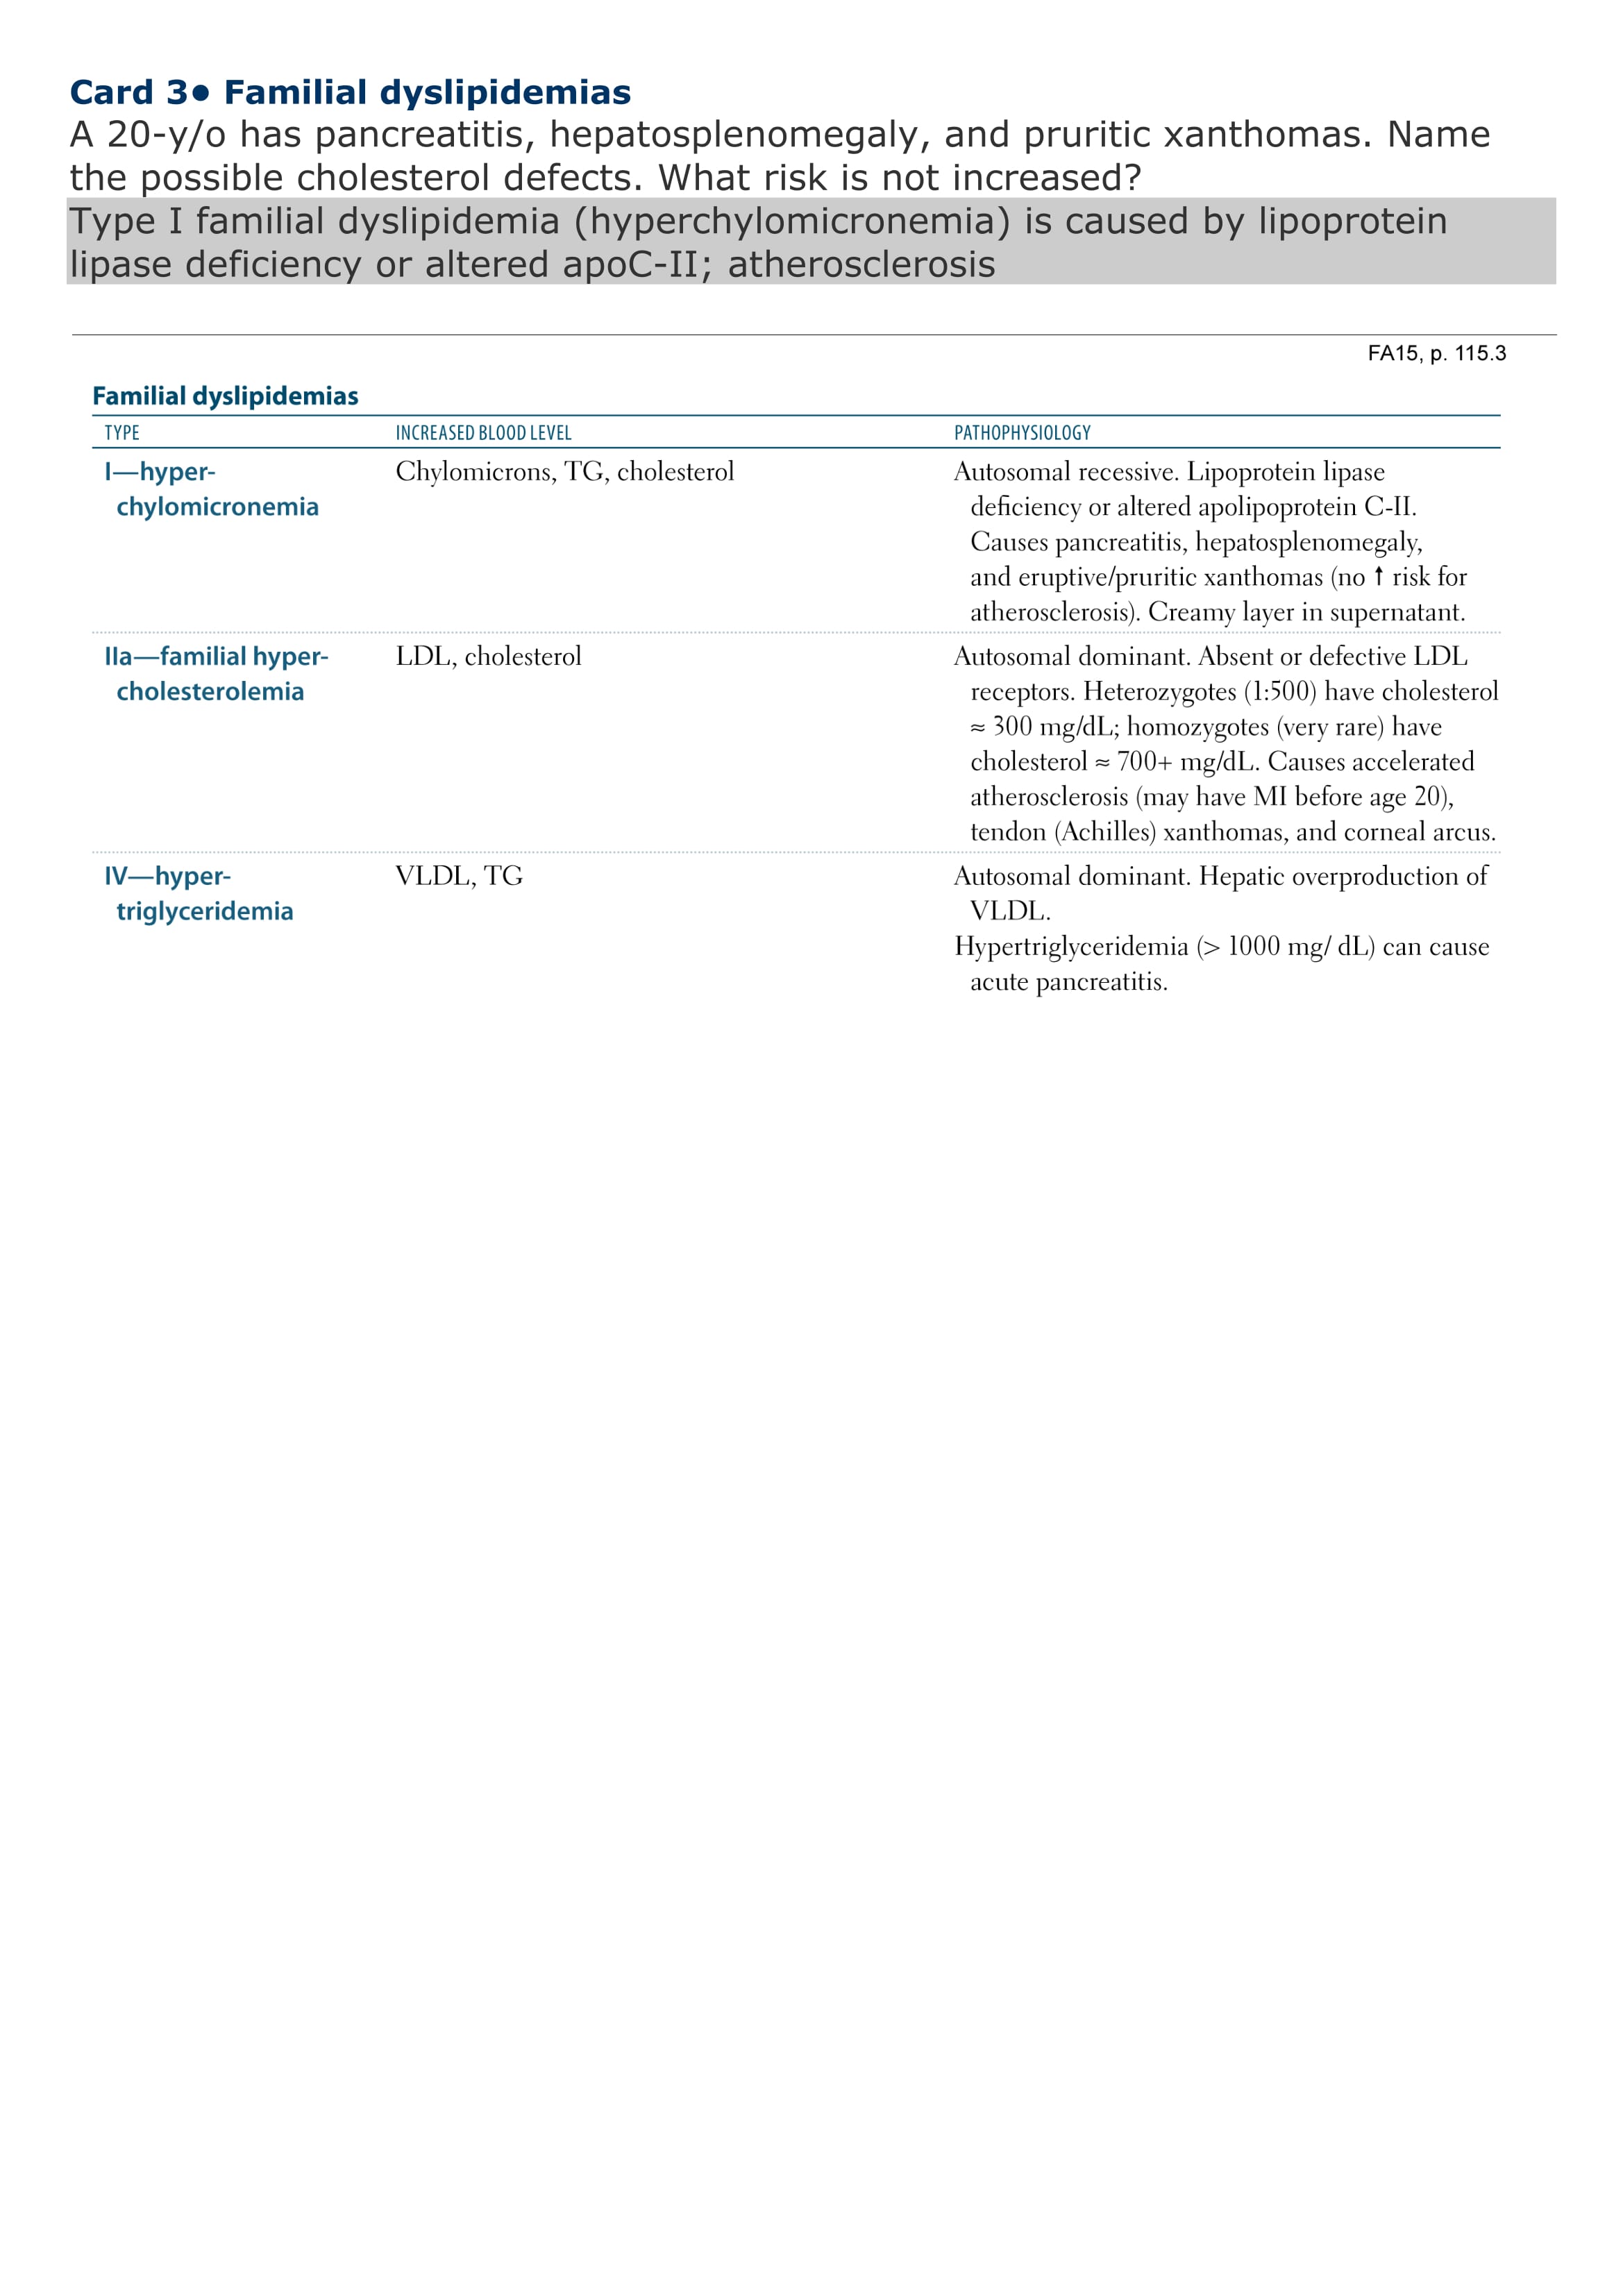 Card 3● Familial dyslipidemias
A 20-y/o has pancreatitis, hepatosplenomegaly, and pruritic xanthomas. Name
the possible cholesterol defects. What risk is not increased?
Type I familial dyslipidemia (hyperchylomicronemia) is caused by lipoprotein
lipase deficiency or altered apoC-II; atherosclerosis
FA15, p. 115.3
Familial dyslipidemias
TYPE INCREASED BLOOD LEVEL PATHOPHYSIOLOGY
I—hyper- Chylomicrons, TG, cholesterol Autosomal recessive. Lipoprotein lipase
chylomicronemia deficiency or altered apolipoprotein C-II.
Causes pancreatitis, hepatosplenomegaly,
and eruptive/pruritic xanthomas (no ↑ risk for
atherosclerosis). Creamy layer in supernatant.
IIa—familial hyper- LDL, cholesterol Autosomal dominant. Absent or defective LDL
cholesterolemia receptors. Heterozygotes (1:500) have cholesterol
≈ 300 mg/dL; homozygotes (very rare) have
cholesterol ≈ 700+ mg/dL. Causes accelerated
atherosclerosis (may have MI before age 20),
tendon (Achilles) xanthomas, and corneal arcus.
IV—hyper- VLDL, TG Autosomal dominant. Hepatic overproduction of
triglyceridemia VLDL.
Hypertriglyceridemia (> 1000 mg/ dL) can cause
acute pancreatitis.